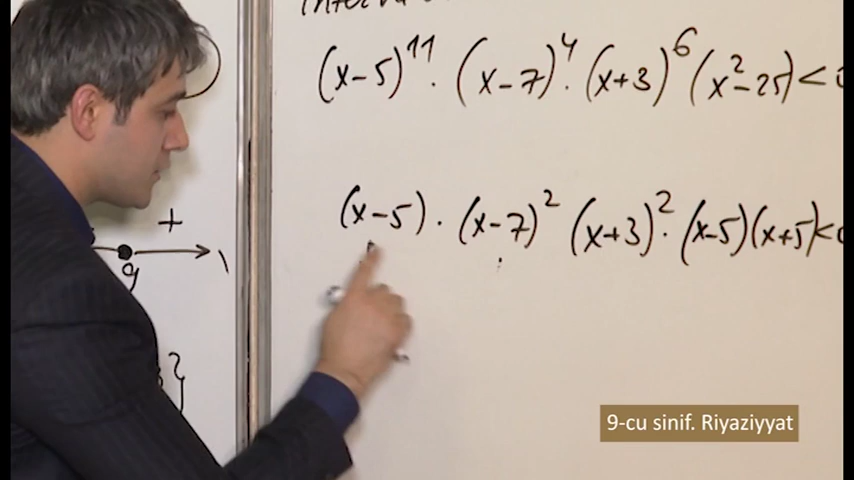 (x-5)¹¹·(x-7)⁴·(x+3)⁶(x²-25)<
(x-5)·(x-7)²(x+3)²·(x-5)(x+5)<0
+
9
9-cu sinif. Riyaziyyat